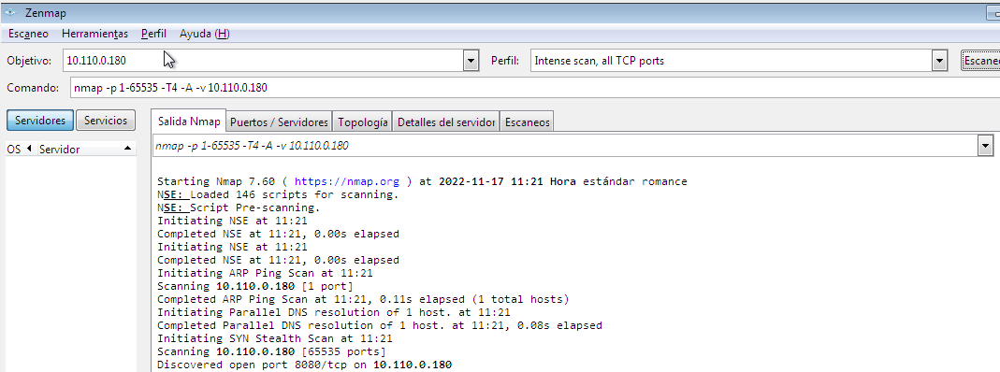 Zenmap
Escaneo Herramientas Perfil Ayuda (H)
Objetivo: 10.110.0.180 Perfil: Intense scan, all TCP ports Escaneo
Comando: nmap -p 1-65535 -T4 -A -v 10.110.0.180
Servidores Servicios Salida Nmap Puertos / Servidores Topología Detalles del servidor Escaneos
OS Servidor
nmap -p 1-65535 -T4 -A -v 10.110.0.180
Starting Nmap 7.60 ( https://nmap.org ) at 2022-11-17 11:21 Hora estándar romance
NSE: Loaded 146 scripts for scanning.
NSE: Script Pre-scanning.
Initiating NSE at 11:21
Completed NSE at 11:21, 0.00s elapsed
Initiating NSE at 11:21
Completed NSE at 11:21, 0.00s elapsed
Initiating ARP Ping Scan at 11:21
Scanning 10.110.0.180 [1 port]
Completed ARP Ping Scan at 11:21, 0.11s elapsed (1 total hosts)
Initiating Parallel DNS resolution of 1 host. at 11:21
Completed Parallel DNS resolution of 1 host. at 11:21, 0.08s elapsed
Initiating SYN Stealth Scan at 11:21
Scanning 10.110.0.180 [65535 ports]
Discovered open port 8080/tcp on 10.110.0.180